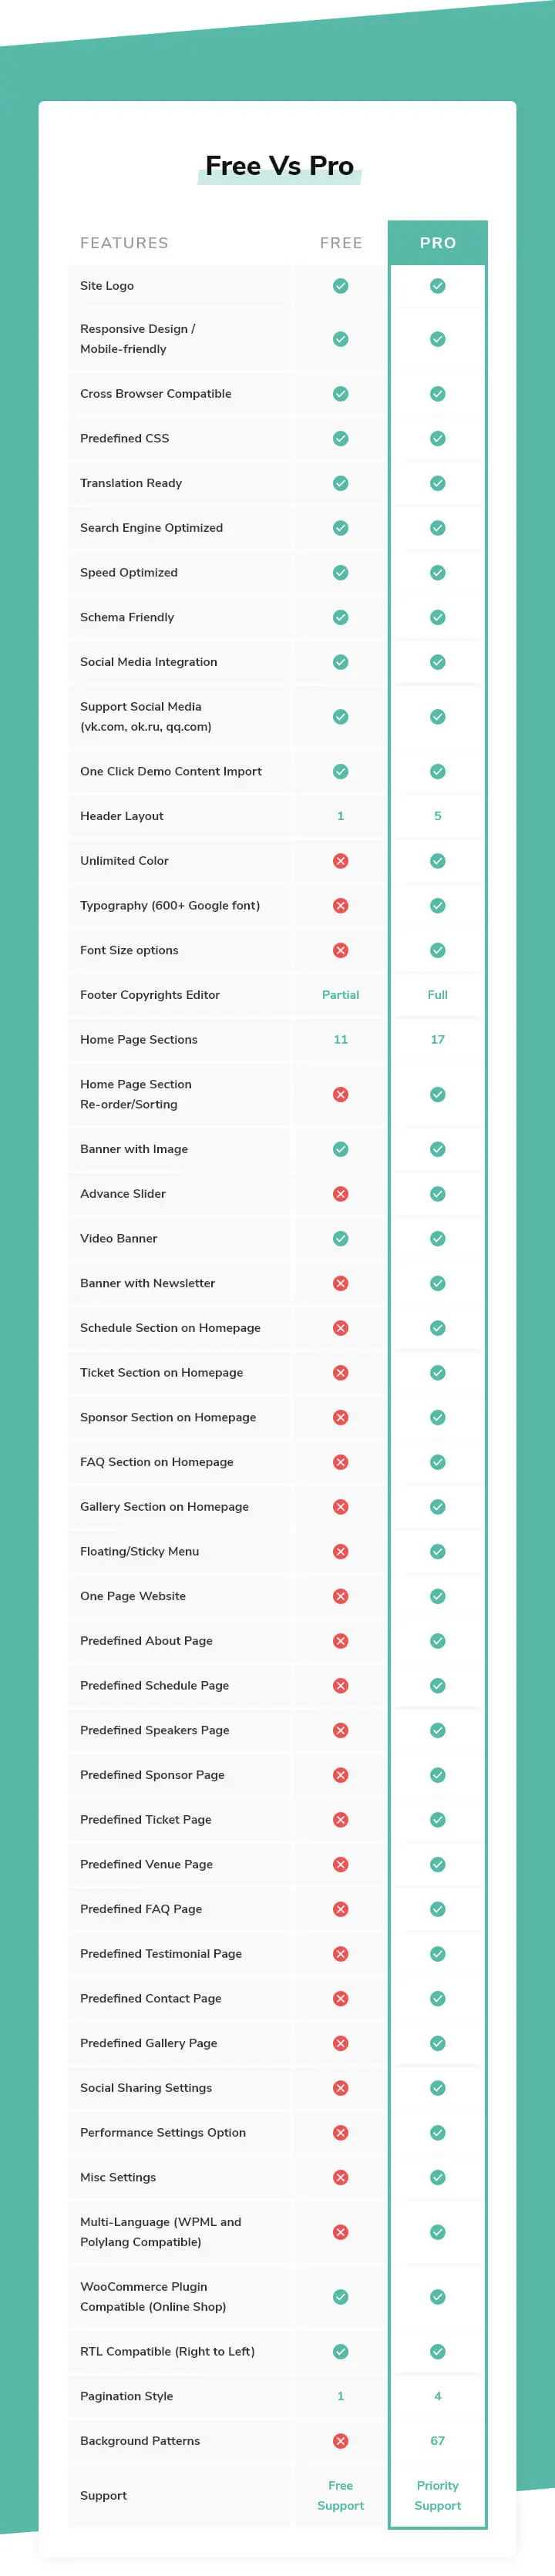 Free Vs Pro
FEATURES FREE PRO
Site Logo
Responsive Design /
Mobile-friendly
Cross Browser Compatible
Predefined CSS
Translation Ready
Search Engine Optimized
Speed Optimized
Schema Friendly
Social Media Integration
Support Social Media
(vk.com, ok.ru, qq.com)
One Click Demo Content Import
Header Layout 1 5
Unlimited Color
Typography (600+ Google font)
Font Size options
Footer Copyrights Editor Partial Full
Home Page Sections 11 17
Home Page Section
Re-order/Sorting
Banner with Image
Advance Slider
Video Banner
Banner with Newsletter
Schedule Section on Homepage
Ticket Section on Homepage
Sponsor Section on Homepage
FAQ Section on Homepage
Gallery Section on Homepage
Floating/Sticky Menu
One Page Website
Predefined About Page
Predefined Schedule Page
Predefined Speakers Page
Predefined Sponsor Page
Predefined Ticket Page
Predefined Venue Page
Predefined FAQ Page
Predefined Testimonial Page
Predefined Contact Page
Predefined Gallery Page
Social Sharing Settings
Performance Settings Option
Misc Settings
Multi-Language (WPML and
Polylang Compatible)
WooCommerce Plugin
Compatible (Online Shop)
RTL Compatible (Right to Left)
Pagination Style 1 4
Background Patterns 67
Support
Free
Support
Priority
Support